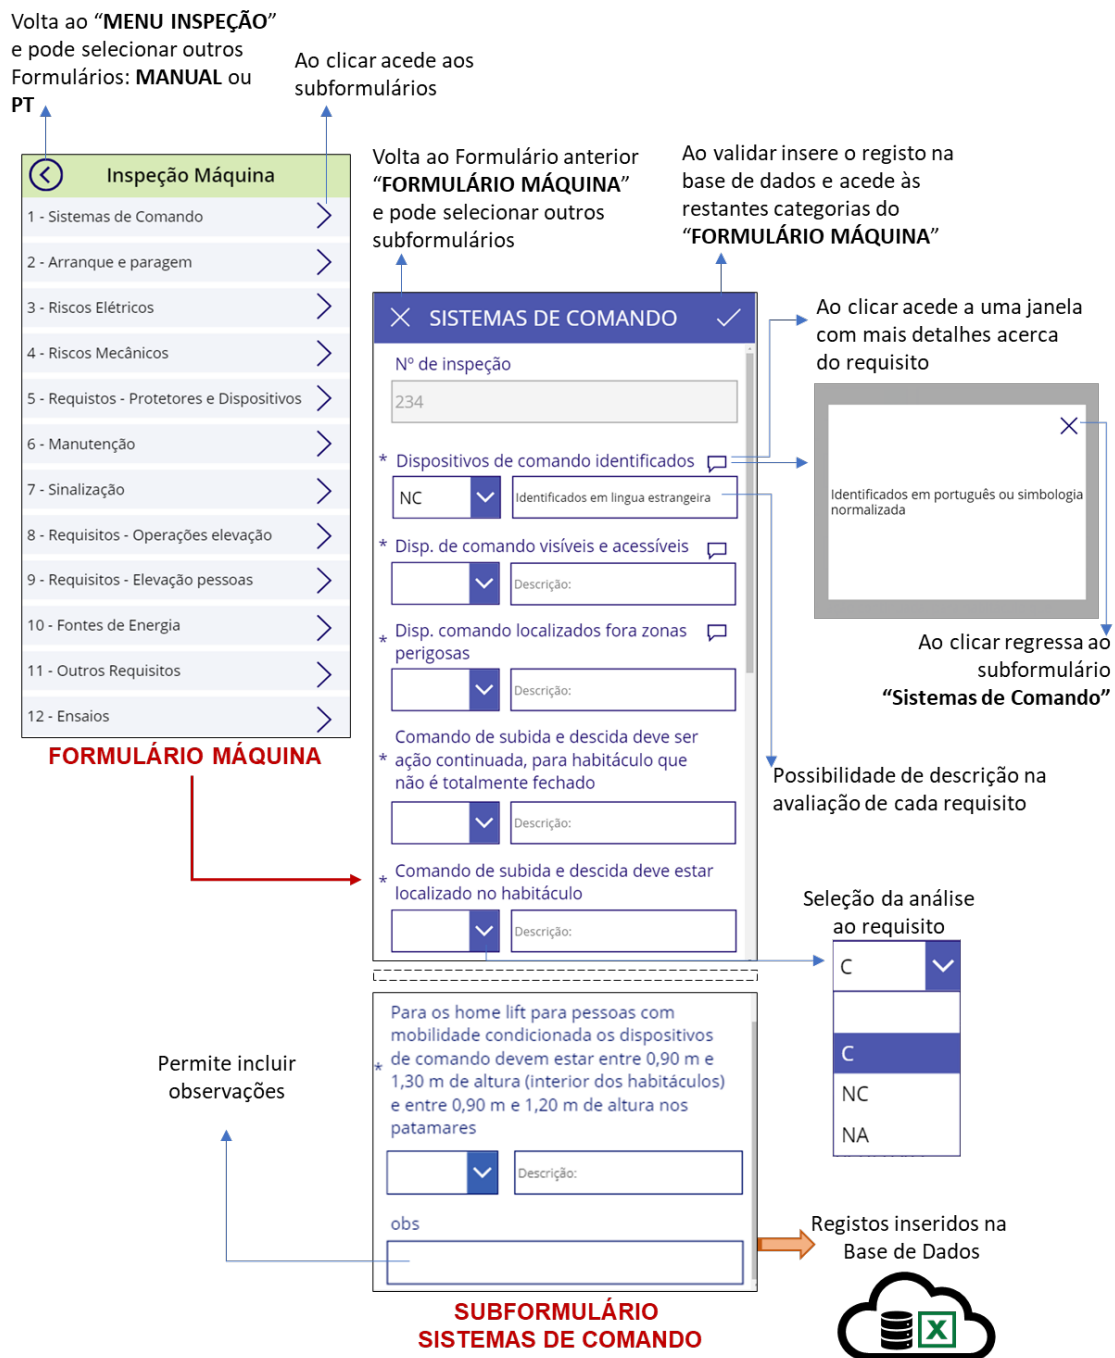 Volta ao “MENU INSPEÇÃO”
e pode selecionar outros
Formulários: MANUAL ou
PT
Ao clicar acede aos
subformulários
Inspeção Máquina
1 - Sistemas de Comando
2 - Arranque e paragem
3 - Riscos Elétricos
4 - Riscos Mecânicos
5 - Requistos - Protetores e Dispositivos
6 - Manutenção
7 - Sinalização
8 - Requisitos - Operações elevação
9 - Requisitos - Elevação pessoas
10 - Fontes de Energia
11 - Outros Requisitos
12 - Ensaios
FORMULÁRIO MÁQUINA
Volta ao Formulário anterior
“FORMULÁRIO MÁQUINA”
e pode selecionar outros
subformulários
Ao validar insere o registo na
base de dados e acede às
restantes categorias do
“FORMULÁRIO MÁQUINA”
SISTEMAS DE COMANDO
Nº de inspeção
234
* Dispositivos de comando identificados
NC
Identificados em lingua estrangeira
* Disp. de comando visíveis e acessíveis
Descrição:
* Disp. comando localizados fora zonas
perigosas
Descrição:
Comando de subida e descida deve ser
* ação continuada, para habitáculo que
não é totalmente fechado
Descrição:
* Comando de subida e descida deve estar
localizado no habitáculo
Descrição:
Para os home lift para pessoas com
mobilidade condicionada os dispositivos
de comando devem estar entre 0,90 m e
* 1,30 m de altura (interior dos habitáculos)
e entre 0,90 m e 1,20 m de altura nos
patamares
Descrição:
obs
SUBFORMULÁRIO
SISTEMAS DE COMANDO
Ao clicar acede a uma janela
com mais detalhes acerca
do requisito
Identificados em português ou simbologia
normalizada
Ao clicar regressa ao
subformulário
“Sistemas de Comando”
Possibilidade de descrição na
avaliação de cada requisito
Seleção da análise
ao requisito
C
C
NC
NA
Permite incluir
observações
Registos inseridos na
Base de Dados
X